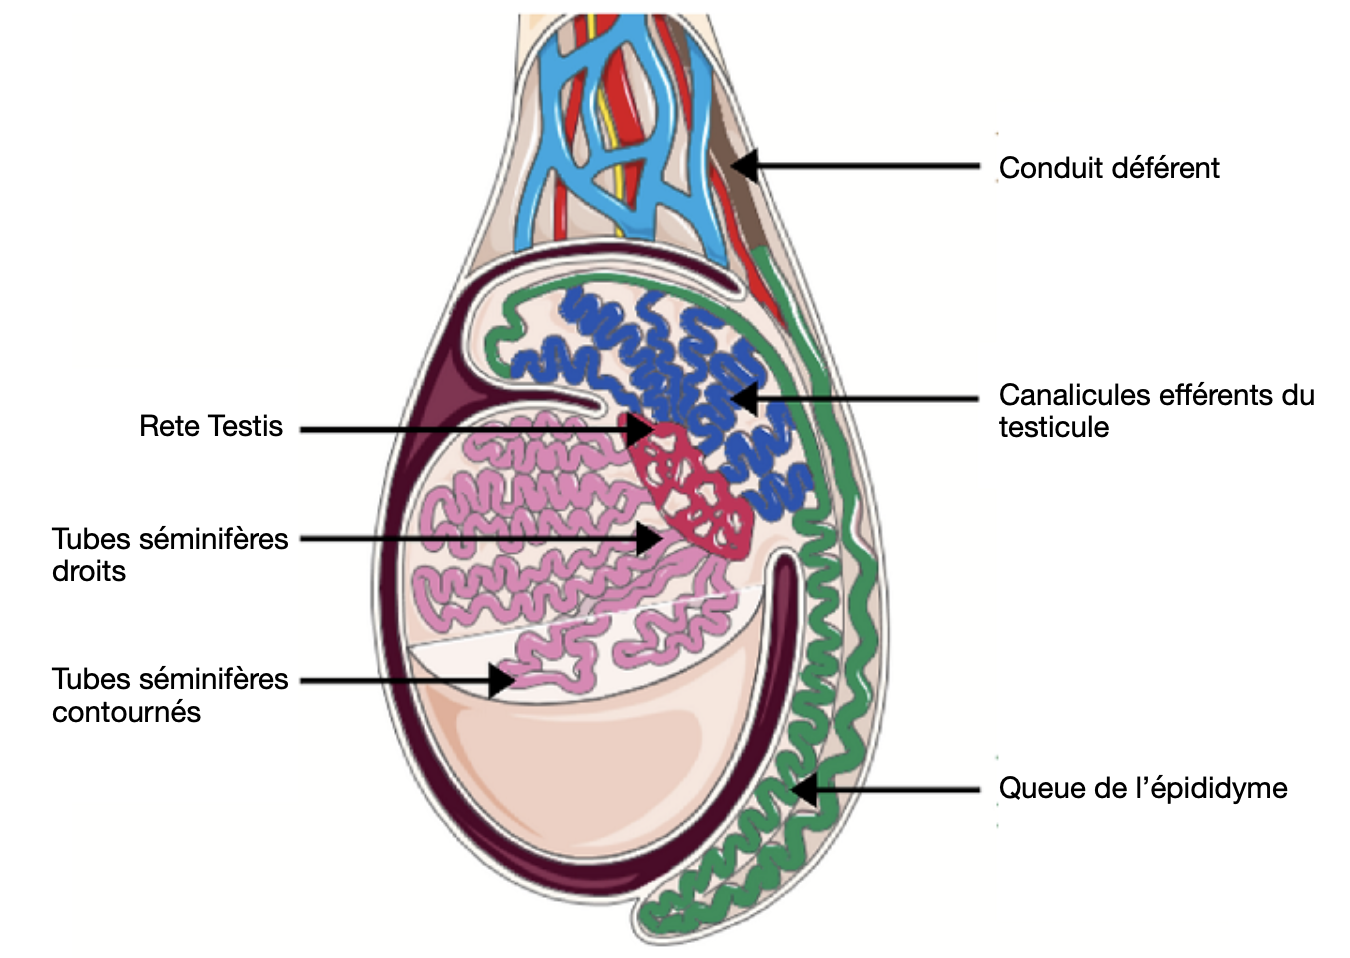 Conduit déférent
Canalicules efférents du
testicule
Rete Testis
Tubes séminifères
droits
Tubes séminifères
contournés
Queue de l’épididyme